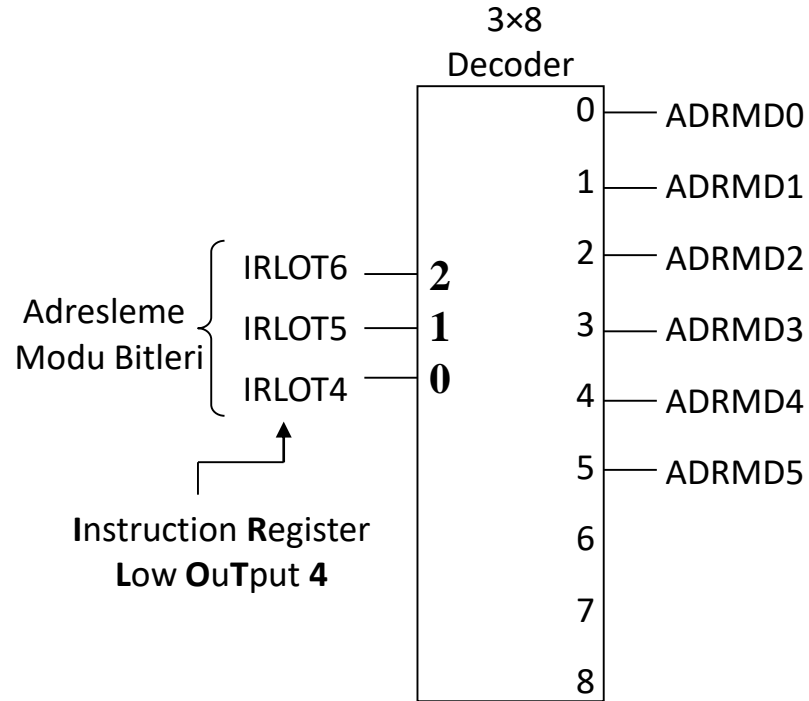 3×8
Decoder
0 ADRMD0
1 ADRMD1
2 ADRMD2
3 ADRMD3
4 ADRMD4
5 ADRMD5
6
7
8
Adresleme
Modu Bitleri
IRLOT6 2
IRLOT5 1
IRLOT4 0
Instruction Register
Low OuTput 4